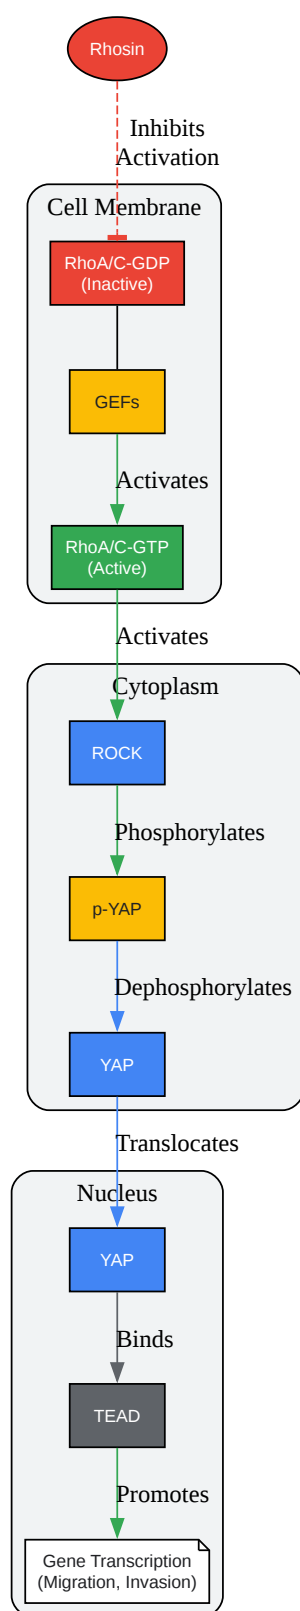 Rhosin
Inhibits
Activation
Cell Membrane
RhoA/C-GDP
(Inactive)
GEFs
Activates
RhoA/C-GTP
(Active)
Activates
Cytoplasm
ROCK
Phosphorylates
p-YAP
Dephosphorylates
YAP
Translocates
Nucleus
YAP
Binds
TEAD
Promotes
Gene Transcription
(Migration, Invasion)